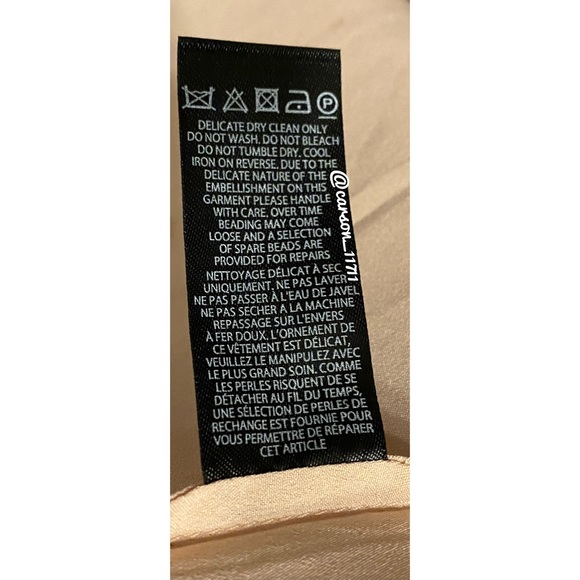 P
DELICATE DRY CLEAN ONLY
DO NOT WASH. DO NOT BLEACH
DO NOT TUMBLE DRY. COOL
IRON ON REVERSE. DUE TO THE
DELICATE NATURE OF THE
EMBELLISHMENT ON THIS
GARMENT PLEASE HANDLE
WITH CARE. OVER TIME
BEADING MAY COME
LOOSE AND A SELECTION
OF SPARE BEADS ARE
PROVIDED FOR REPAIRS
NETTOYAGE DÉLICAT À SEC
UNIQUEMENT. NE PAS LAVER
NE PAS PASSER À L'EAU DE JAVEL
NE PAS SECHER A LA MACHINE
REPASSAGE SUR L'ENVERS
À FER DOUX. L'ORNEMENT DE
CE VÊTEMENT EST DÉLICAT,
VEUILLEZ LE MANIPULEZ AVEC
LE PLUS GRAND SOIN. COMME
LES PERLES RISQUENT DE SE
DÉTACHER AU FIL DU TEMPS,
UNE SÉLECTION DE PERLES DE
RECHANGE EST FOURNIE POUR
VOUS PERMETTRE DE RÉPARER
CET ARTICLE
@carson_11711